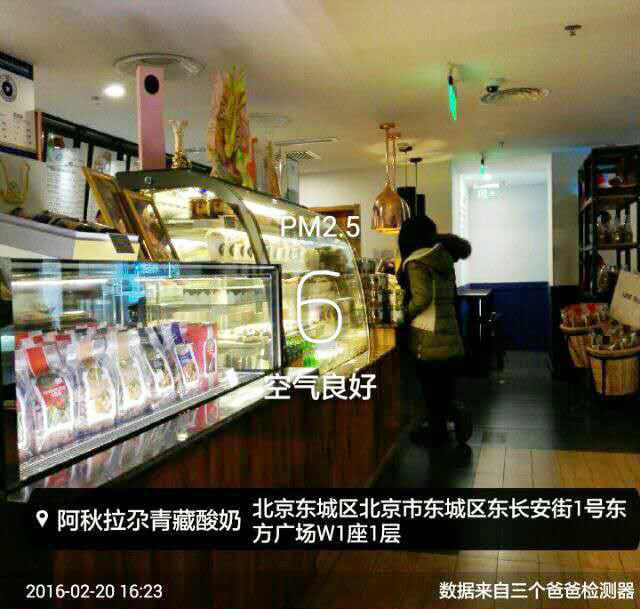 PM2.5
6
空气良好
阿秋拉尕青藏酸奶
北京东城区北京市东城区东长安街1号东
方广场W1座1层
2016-02-20 16:23
数据来自三个爸爸检测器